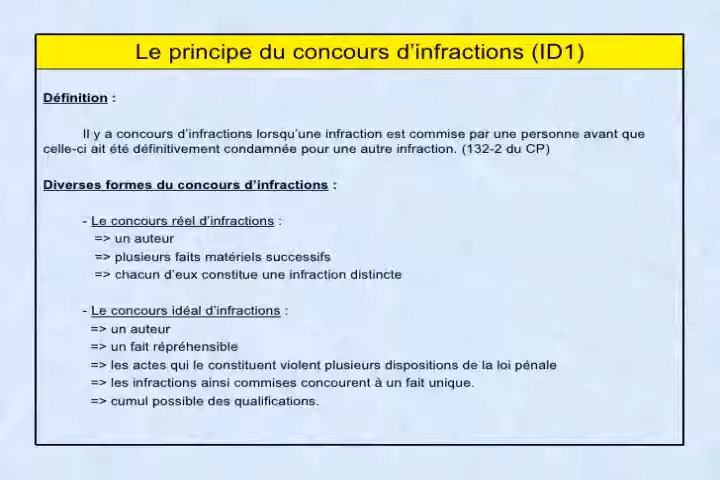 Le principe du concours d'infractions (ID1)
Définition :
Il y a concours d'infractions lorsqu'une infraction est commise par une personne avant que
celle-ci ait été définitivement condamnée pour une autre infraction. (132-2 du CP)
Diverses formes du concours d'infractions :
- Le concours réel d'infractions :
=> un auteur
=> plusieurs faits matériels successifs
=> chacun d'eux constitue une infraction distincte
- Le concours idéal d'infractions :
=> un auteur
=> un fait répréhensible
=> les actes qui le constituent violent plusieurs dispositions de la loi pénale
=> les infractions ainsi commises concourent à un fait unique.
=> cumul possible des qualifications.